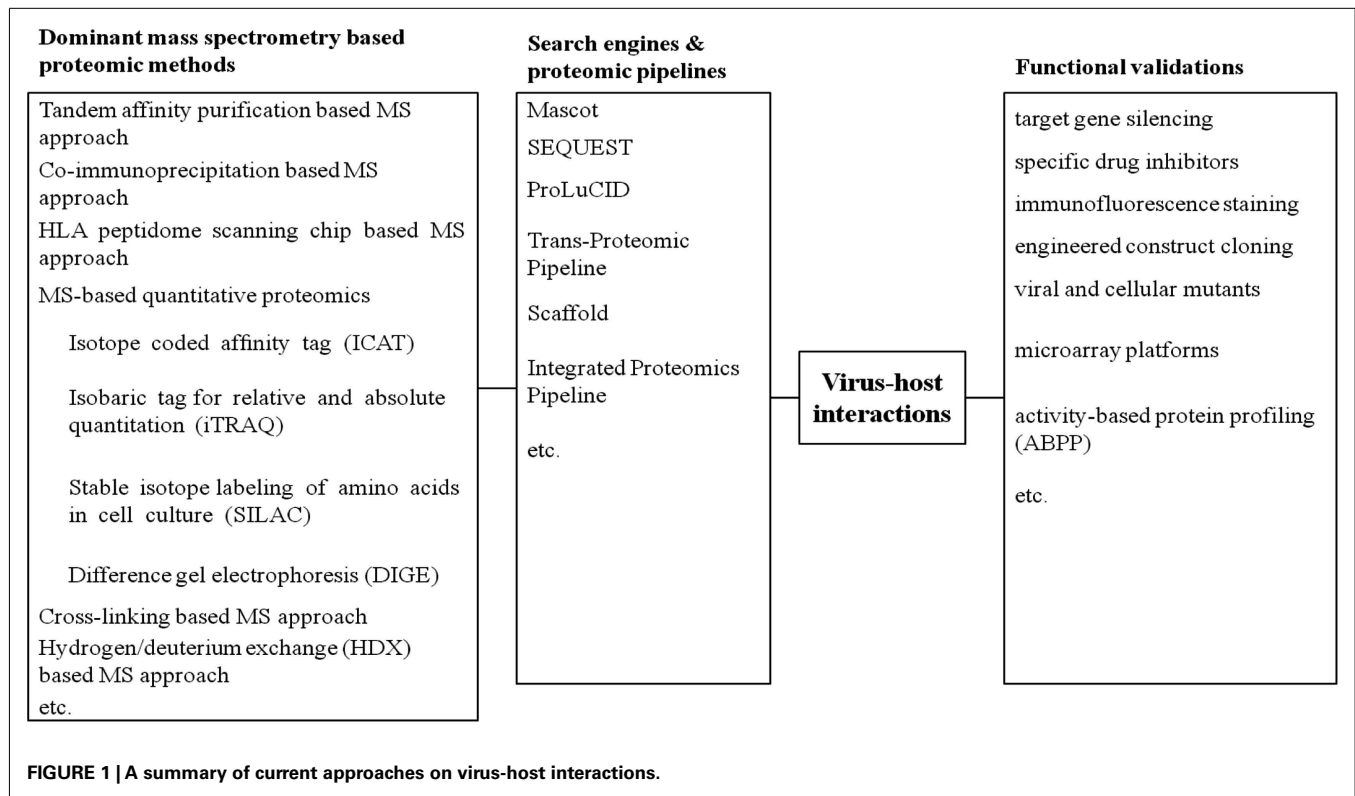 Dominant mass spectrometry based
proteomic methods
Tandem affinity purification based MS
approach
Co-immunoprecipitation based MS
approach
HLA peptidome scanning chip based MS
approach
MS-based quantitative proteomics
Isotope coded affinity tag (ICAT)
Isobaric tag for relative and absolute
quantitation (iTRAQ)
Stable isotope labeling of amino acids
in cell culture (SILAC)
Difference gel electrophoresis (DIGE)
Cross-linking based MS approach
Hydrogen/deuterium exchange (HDX)
based MS approach
etc.
Search engines &
proteomic pipelines
Mascot
SEQUEST
ProLuCID
Trans-Proteomic
Pipeline
Scaffold
Integrated Proteomics
Pipeline
etc.
Virus-host
interactions
Functional validations
target gene silencing
specific drug inhibitors
immunofluorescence staining
engineered construct cloning
viral and cellular mutants
microarray platforms
activity-based protein profiling
(ABPP)
etc.
FIGURE 1 | A summary of current approaches on virus-host interactions.